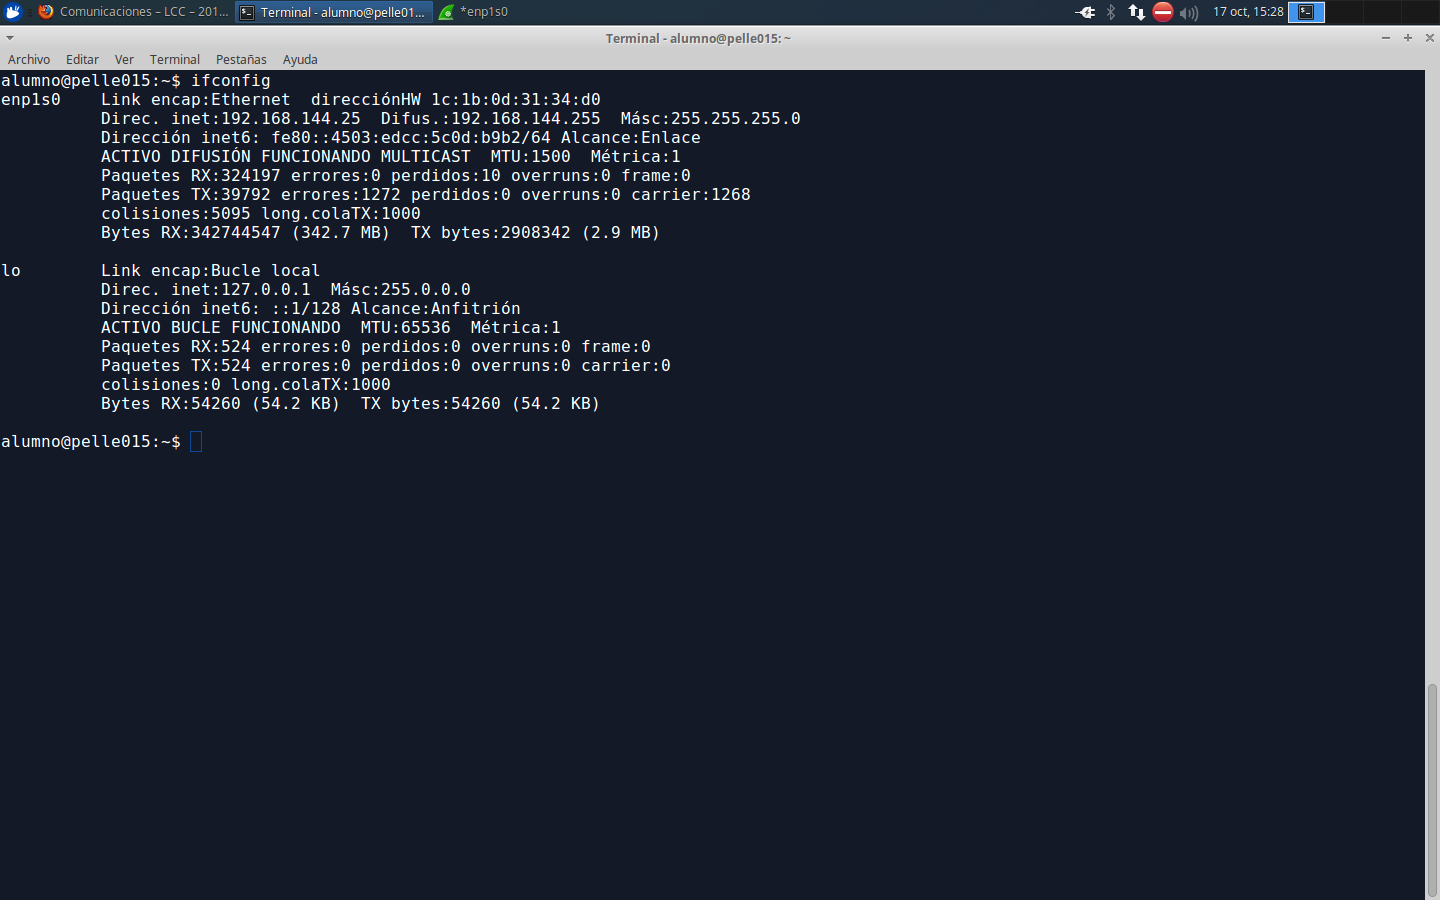 Comunicaciones – LCC – 201...
Terminal - alumno@pelle01...
*enp1s0
17 oct, 15:28
Terminal - alumno@pelle015: ~
Archivo Editar Ver Terminal Pestañas Ayuda
alumno@pelle015:~$ ifconfig
enp1s0    Link encap:Ethernet  direcciónHW 1c:1b:0d:31:34:d0
          Direc. inet:192.168.144.25  Difus.:192.168.144.255  Másc:255.255.255.0
          Dirección inet6: fe80::4503:edcc:5c0d:b9b2/64 Alcance:Enlace
          ACTIVO DIFUSIÓN FUNCIONANDO MULTICAST  MTU:1500  Métrica:1
          Paquetes RX:324197 errores:0 perdidos:10 overruns:0 frame:0
          Paquetes TX:39792 errores:1272 perdidos:0 overruns:0 carrier:1268
          colisiones:5095 long.colaTX:1000
          Bytes RX:342744547 (342.7 MB)  TX bytes:2908342 (2.9 MB)
lo        Link encap:Bucle local
          Direc. inet:127.0.0.1  Másc:255.0.0.0
          Dirección inet6: ::1/128 Alcance:Anfitrión
          ACTIVO BUCLE FUNCIONANDO  MTU:65536  Métrica:1
          Paquetes RX:524 errores:0 perdidos:0 overruns:0 frame:0
          Paquetes TX:524 errores:0 perdidos:0 overruns:0 carrier:0
          colisiones:0 long.colaTX:1000
          Bytes RX:54260 (54.2 KB)  TX bytes:54260 (54.2 KB)
alumno@pelle015:~$